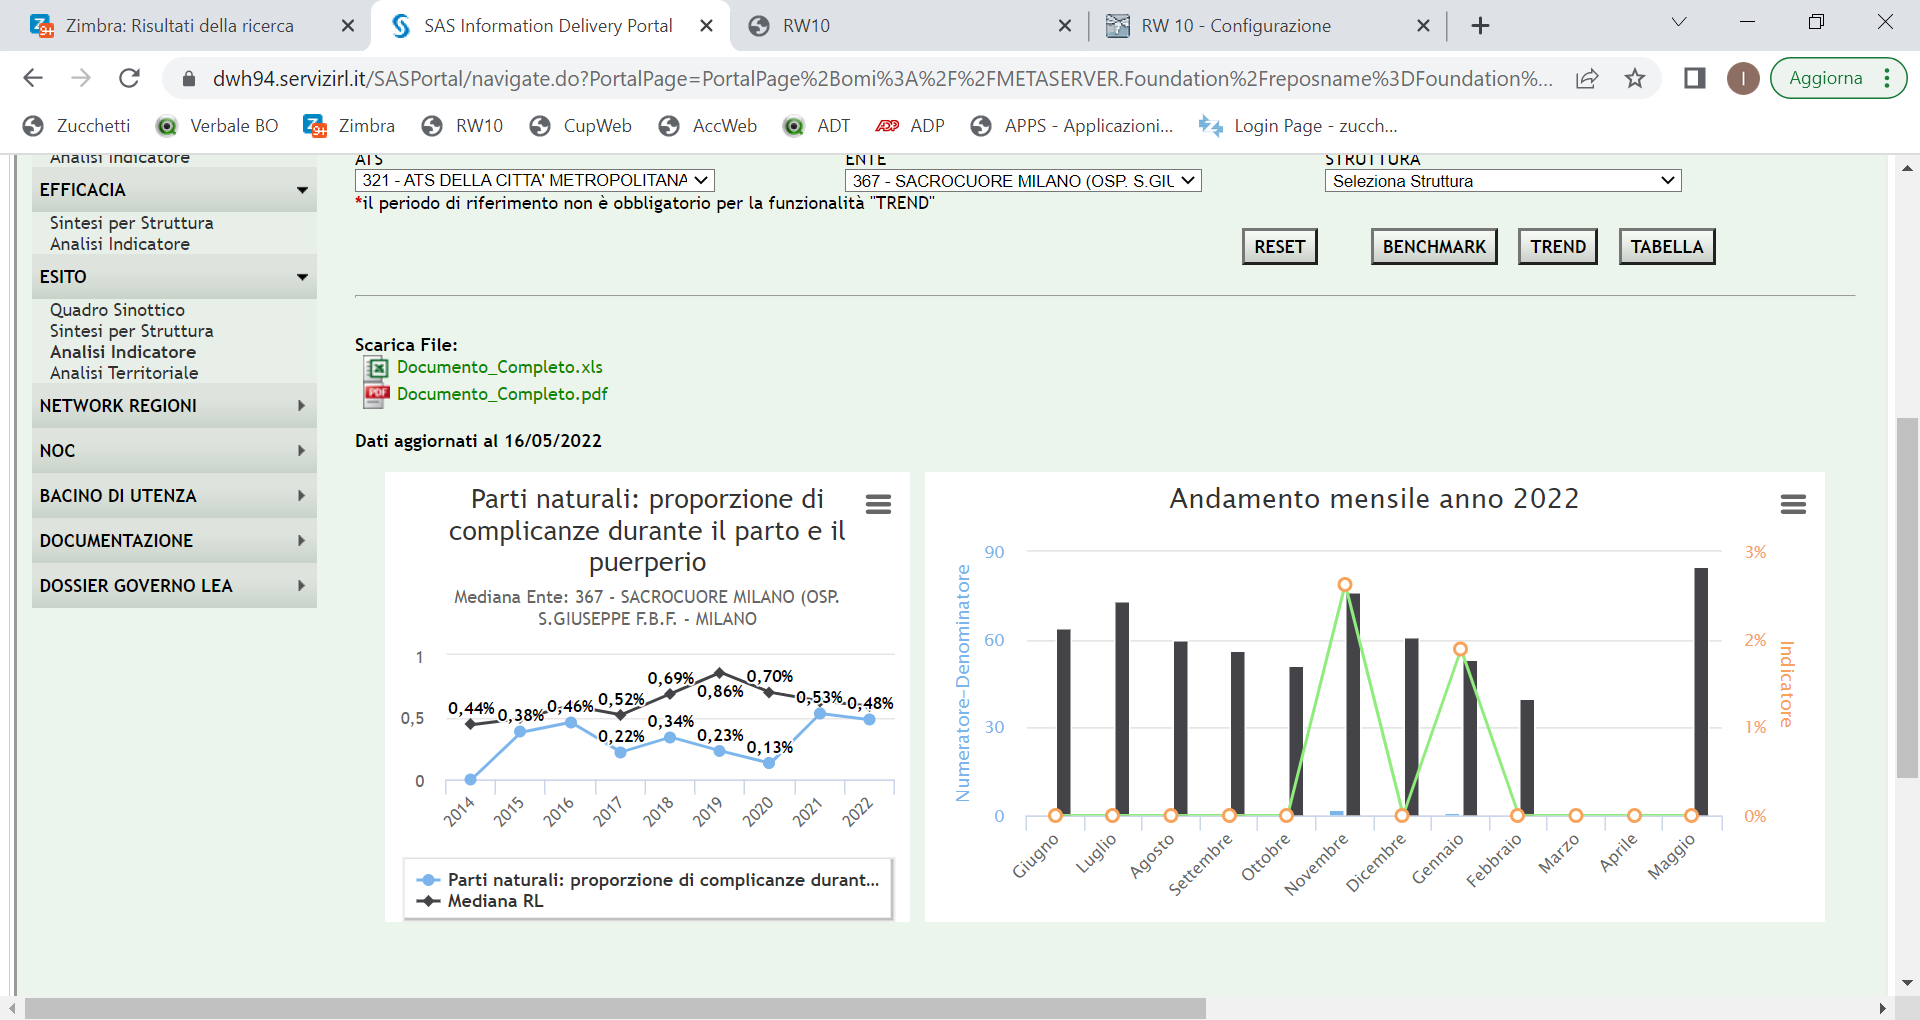 Zimbra: Risultati della ricerca
SAS Information Delivery Portal
RW10
RW 10 - Configurazione
dwh94.servizirl.it/SASPortal/navigate.do?PortalPage=PortalPage%2Bomi%3A%2F%2FMETASERVER.Foundation%2Freposname%3DFoundation%...
I
Aggiorna
Zucchetti
Verbale BO
Zimbra
RW10
CupWeb
AccWeb
ADT
ADP
APPS - Applicazioni...
Login Page - zucch...
Analisi Indicatore
EFFICACIA
Sintesi per Struttura
Analisi Indicatore
ESITO
Quadro Sinottico
Sintesi per Struttura
Analisi Indicatore
Analisi Territoriale
NETWORK REGIONI
NOC
BACINO DI UTENZA
DOCUMENTAZIONE
DOSSIER GOVERNO LEA
ATS
ENTE
STRUTTURA
321 - ATS DELLA CITTA' METROPOLITANA
367 - SACROCUORE MILANO (OSP. S.GIU
Seleziona Struttura
*il periodo di riferimento non è obbligatorio per la funzionalità "TREND"
RESET
BENCHMARK
TREND
TABELLA
Scarica File:
Documento_Completo.xls
Documento_Completo.pdf
Dati aggiornati al 16/05/2022
Parti naturali: proporzione di
complicanze durante il parto e il
puerperio
Mediana Ente: 367 - SACROCUORE MILANO (OSP.
S.GIUSEPPE F.B.F. - MILANO
1
0,5
0
0,44%
0,38%
0,46%
0,52%
0,22%
0,69%
0,34%
0,86%
0,23%
0,70%
0,13%
0,53%
0,48%
2014
2015
2016
2017
2018
2019
2020
2021
2022
Parti naturali: proporzione di complicanze durant...
Mediana RL
Andamento mensile anno 2022
Numeratore-Denominatore
90
60
30
0
3%
2%
1%
0%
Indicatore
Giugno
Luglio
Agosto
Settembre
Ottobre
Novembre
Dicembre
Gennaio
Febbraio
Marzo
Aprile
Maggio